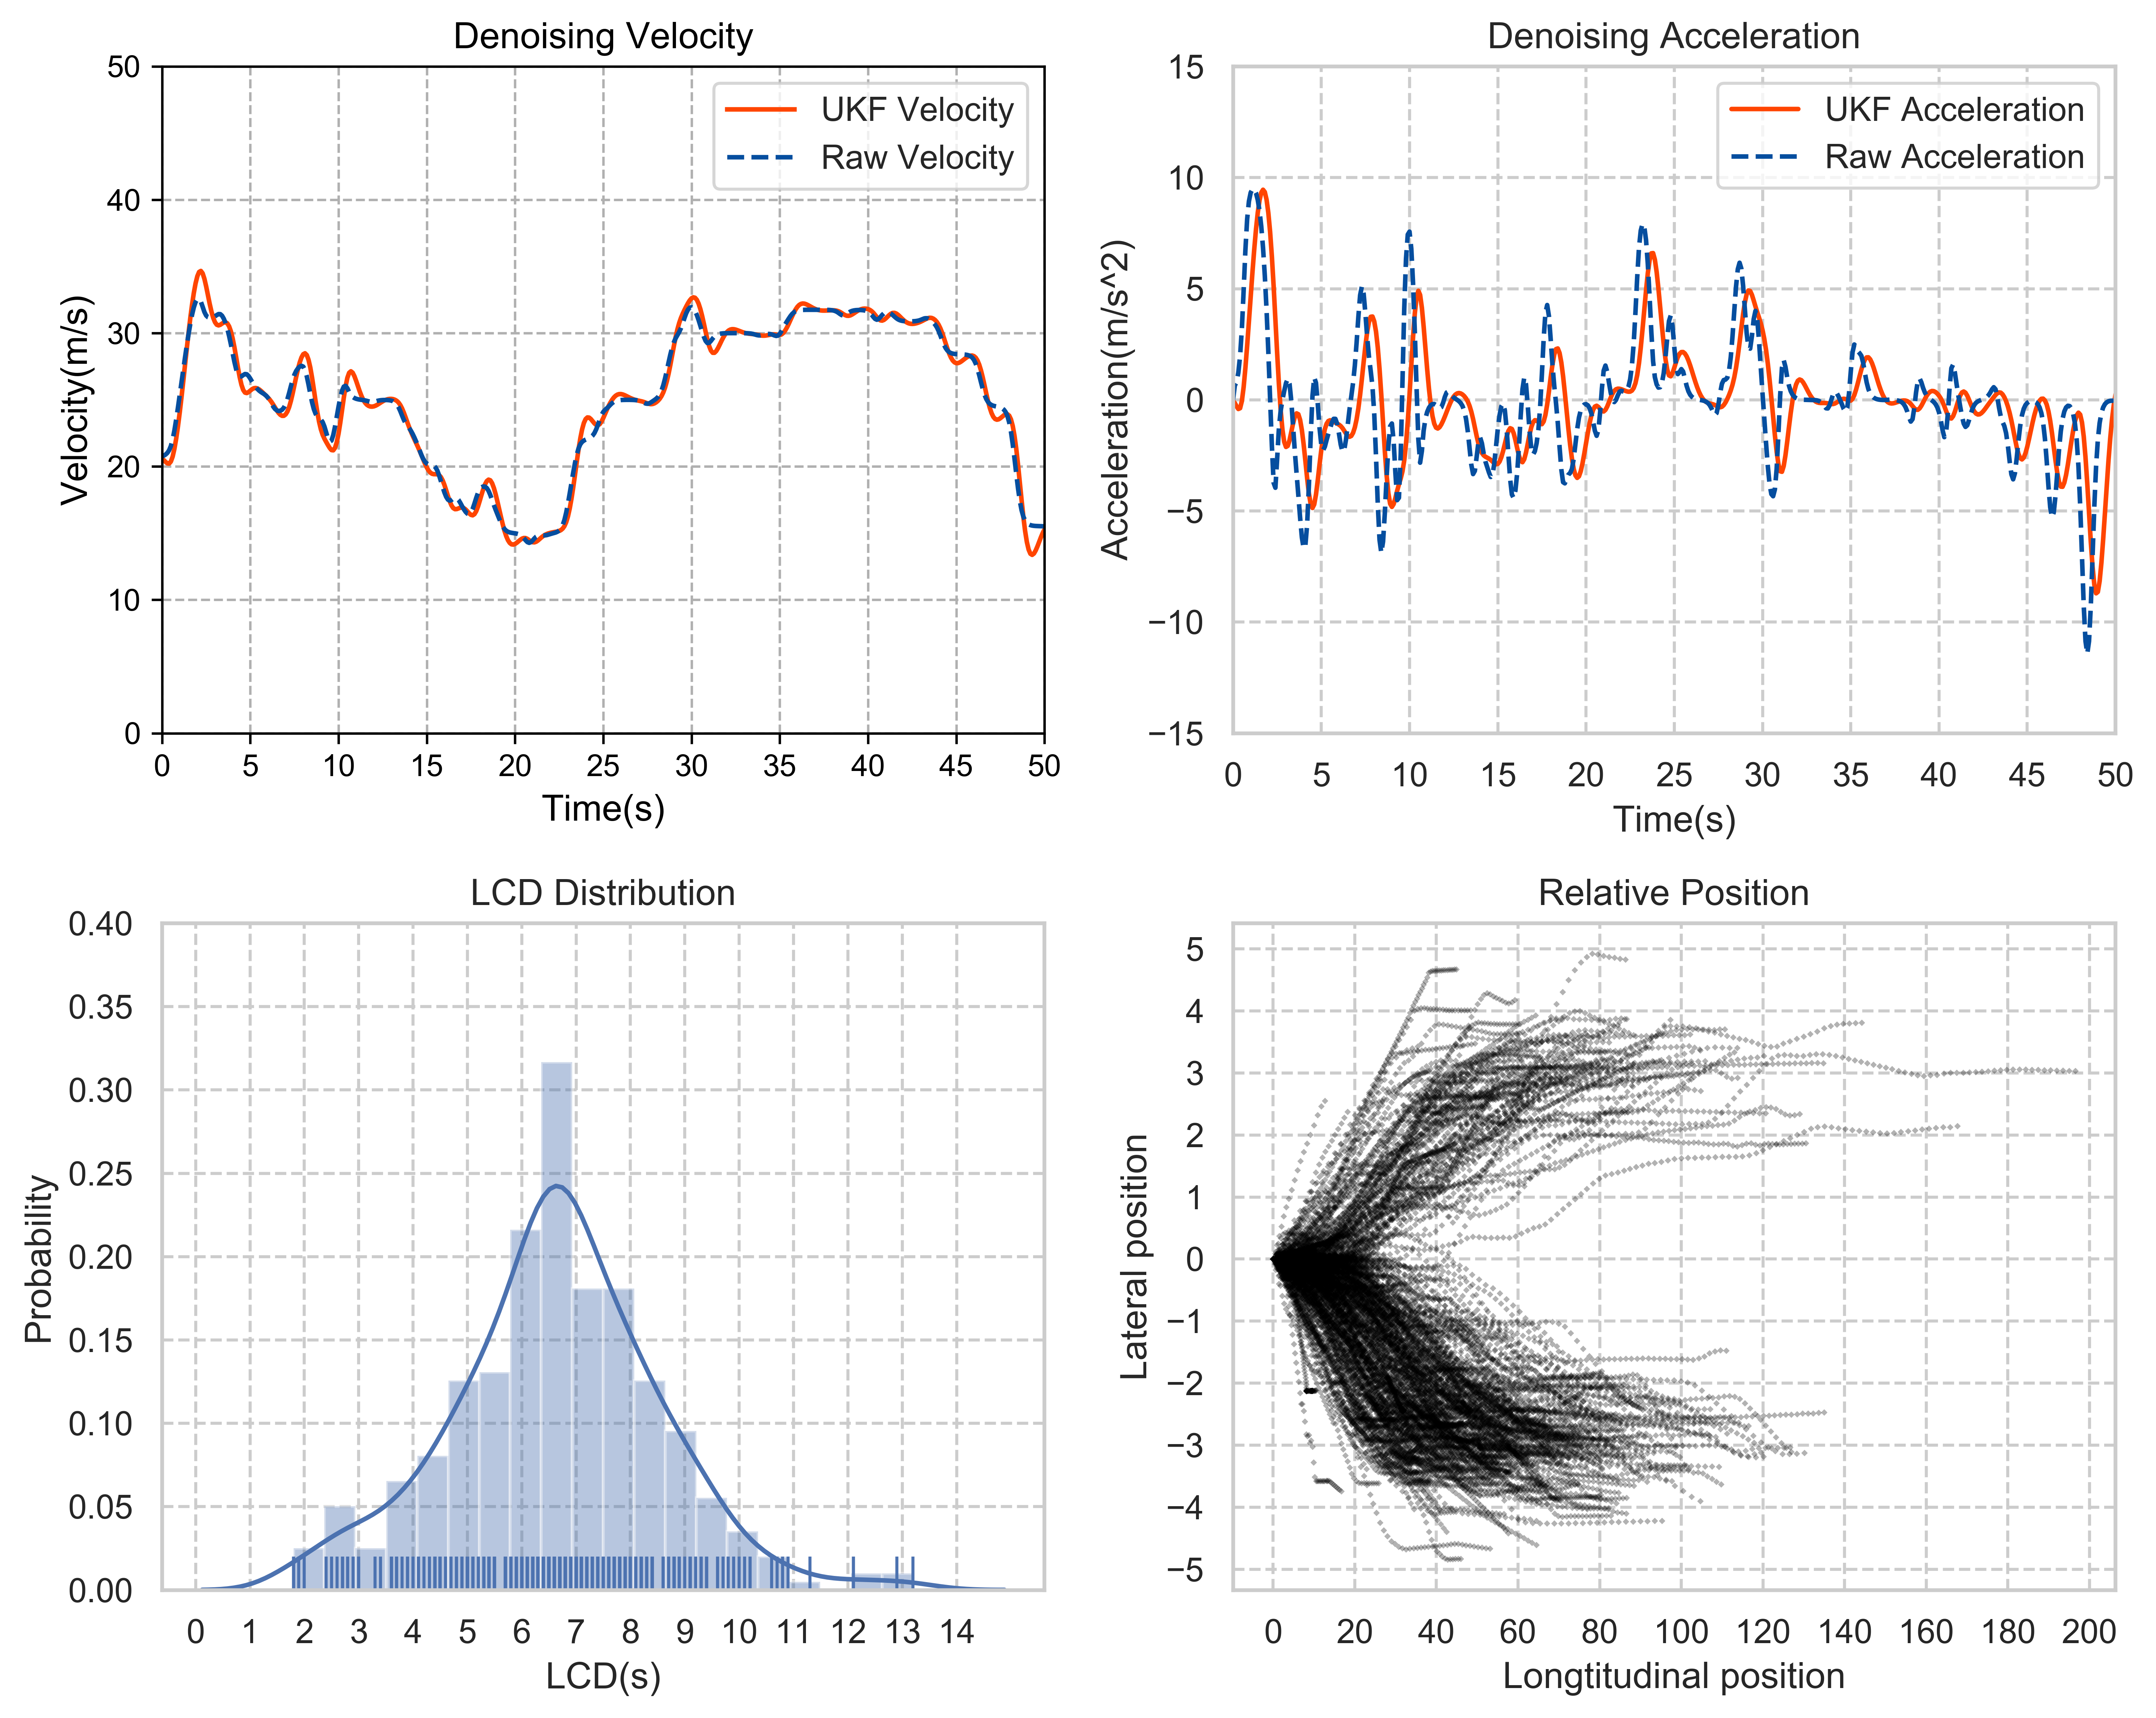 Denoising Velocity
50
40
30
20
10
0
Velocity(m/s)
UKF Velocity
Raw Velocity
0 5 10 15 20 25 30 35 40 45 50
Time(s)
Denoising Acceleration
15
10
5
0
−5
−10
−15
Acceleration(m/s^2)
UKF Acceleration
Raw Acceleration
0 5 10 15 20 25 30 35 40 45 50
Time(s)
LCD Distribution
0.40
0.35
0.30
0.25
0.20
0.15
0.10
0.05
0.00
Probability
0 1 2 3 4 5 6 7 8 9 10 11 12 13 14
LCD(s)
Relative Position
5
4
3
2
1
0
−1
−2
−3
−4
−5
Lateral position
0 20 40 60 80 100 120 140 160 180 200
Longtitudinal position